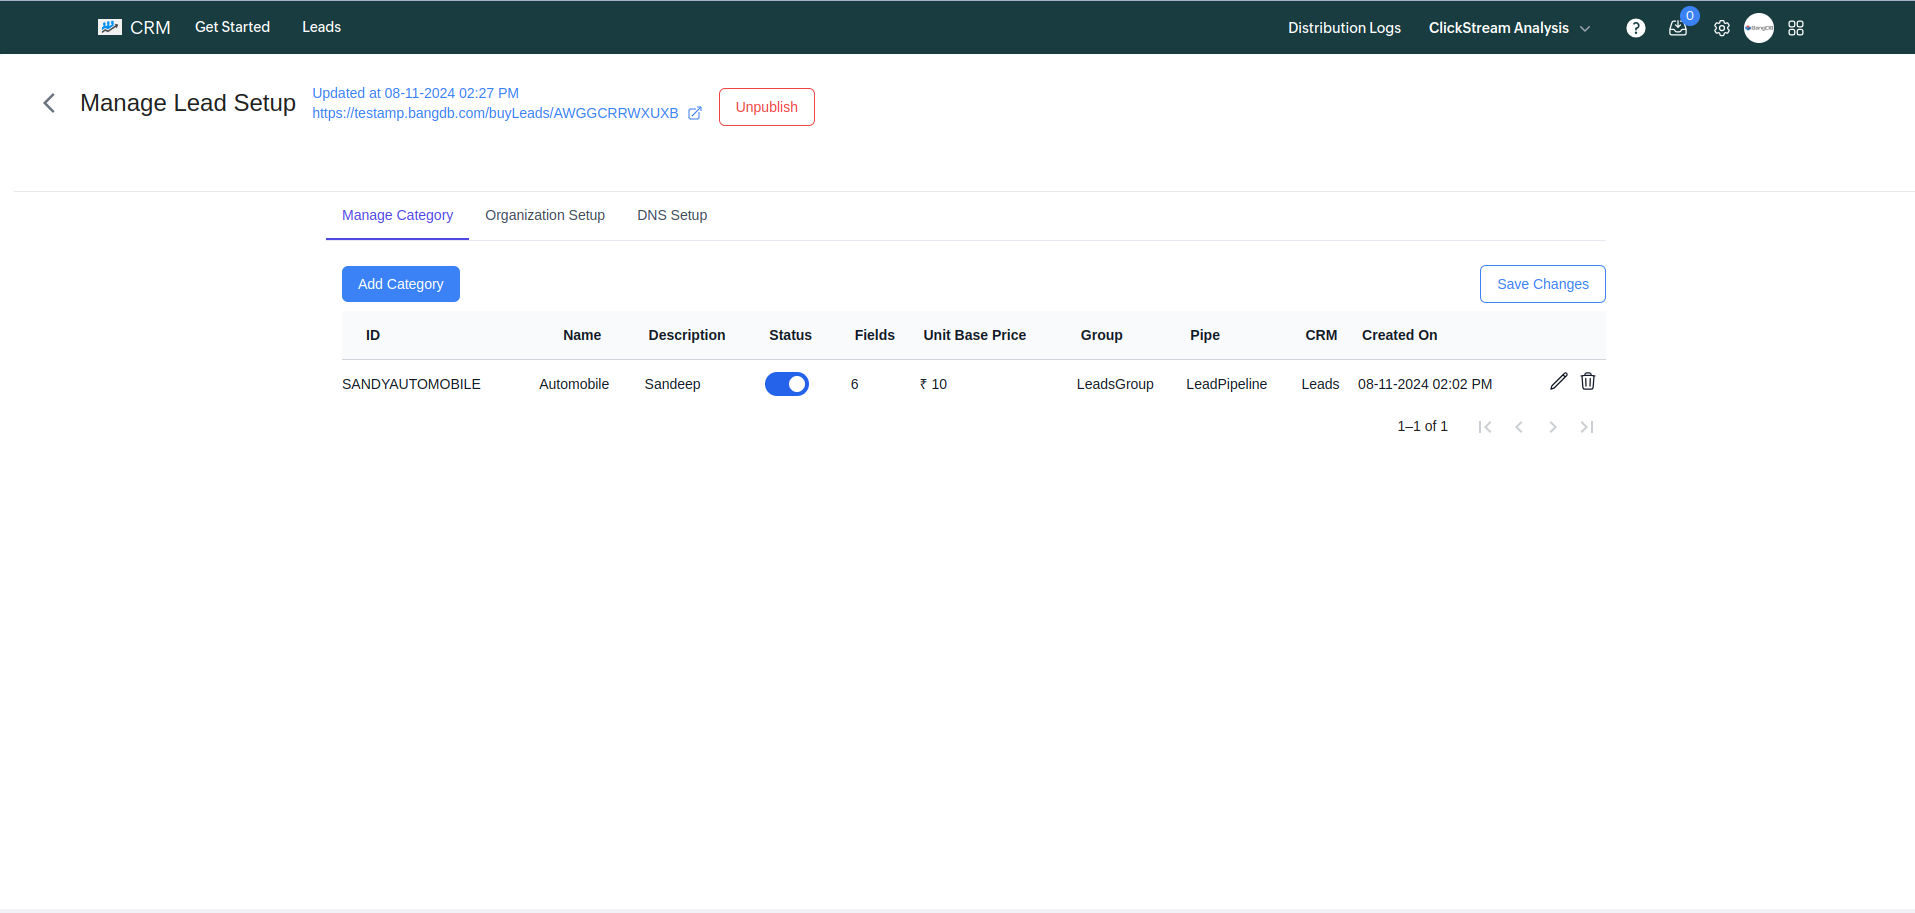 CRM Get Started Leads Distribution Logs ClickStream Analysis 0
Manage Lead Setup
Updated at 08-11-2024 02:27 PM
https://testamp.bangdb.com/buyLeads/AWGGCRRWXUXB
Unpublish
Manage Category Organization Setup DNS Setup
Add Category Save Changes
ID Name Description Status Fields Unit Base Price Group Pipe CRM Created On
SANDYAUTOMOBILE Automobile Sandeep 6 ₹ 10 LeadsGroup LeadPipeline Leads 08-11-2024 02:02 PM
1–1 of 1